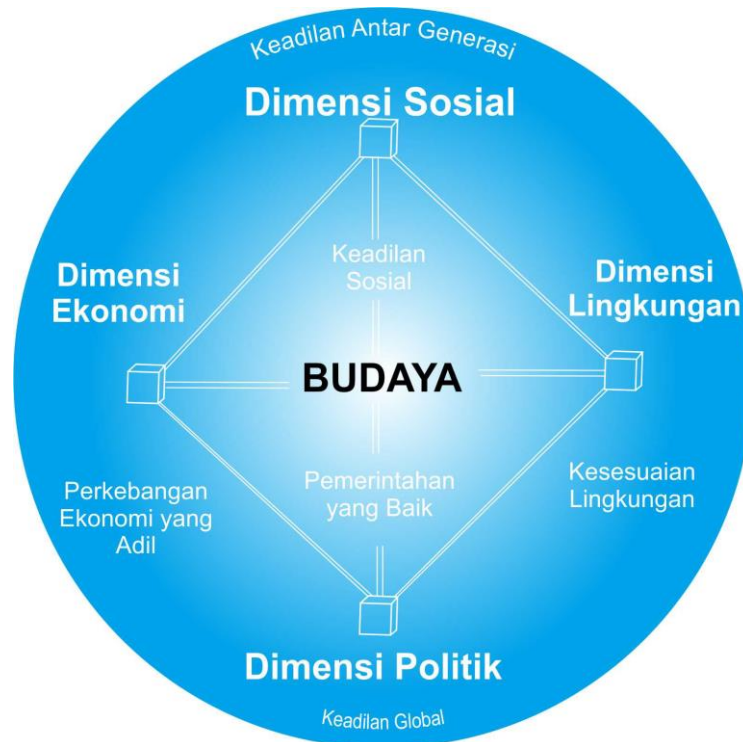 Keadilan Antar Generasi
Dimensi Sosial
Keadilan
Sosial
Dimensi
Ekonomi
Dimensi
Lingkungan
BUDAYA
Perkebangan
Ekonomi yang
Adil
Pemerintahan
yang Baik
Kesesuaian
Lingkungan
Dimensi Politik
Keadilan Global